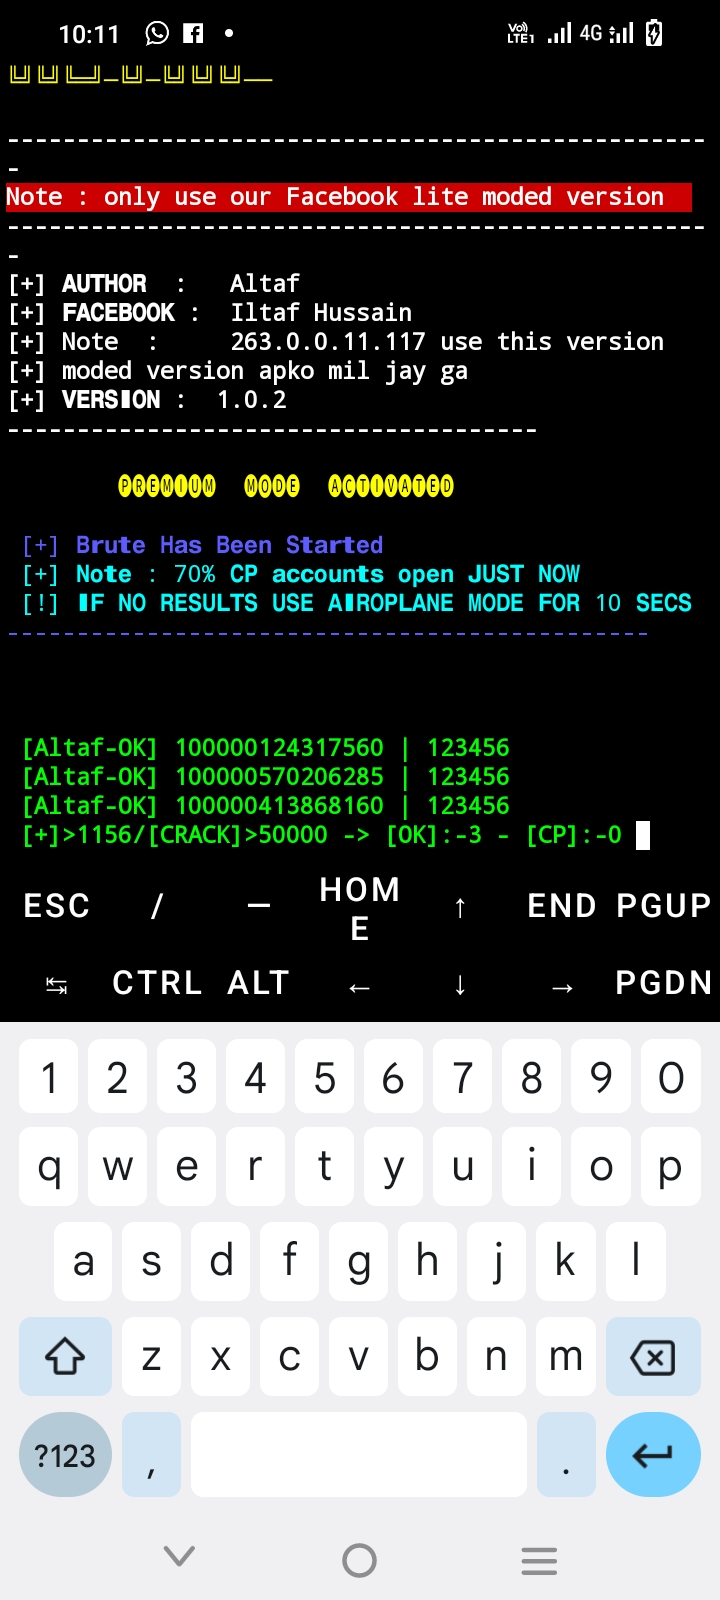 10:11 Vo) LTE1 4G
-
Note : only use our Facebook lite moded version
-
[+] AUTHOR : Altaf
[+] FACEBOOK : Iltaf Hussain
[+] Note : 263.0.0.11.117 use this version
[+] moded version apko mil jay ga
[+] VERSION : 1.0.2
PREMIUM MODE ACTIVATED
[+] Brute Has Been Started
[+] Note : 70% CP accounts open JUST NOW
[!] IF NO RESULTS USE AIROPLANE MODE FOR 10 SECS
[Altaf-OK] 100000124317560 | 123456
[Altaf-OK] 100000570206285 | 123456
[Altaf-OK] 100000413868160 | 123456
[+]>1156/[CRACK]>50000 -> [OK]:-3 - [CP]:-0
ESC / — HOME ↑ END PGUP
↹ CTRL ALT ← ↓ → PGDN
1 2 3 4 5 6 7 8 9 0
q w e r t y u i o p
a s d f g h j k l
z x c v b n m
?123 , .